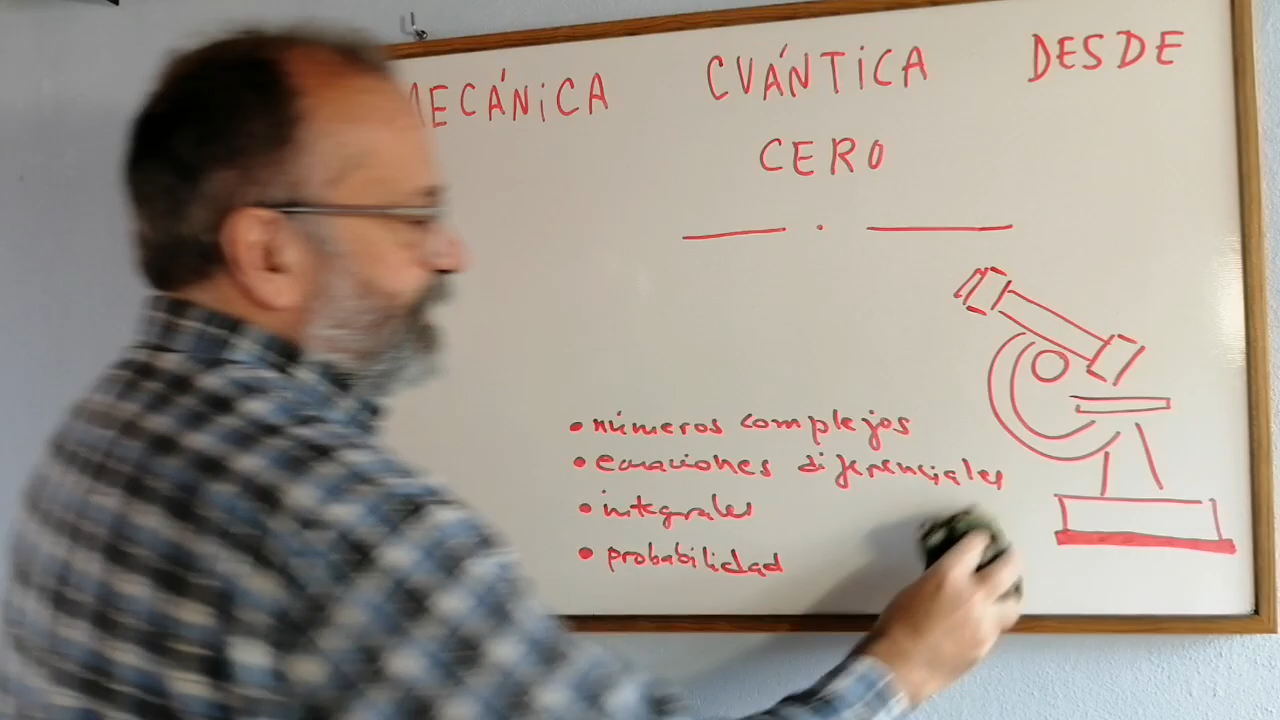 MECÁNiCA CUÁNTiCA DESDE
CERO
• números complejos
• ecuaciones diferenciales
• integrales
• probabilidad